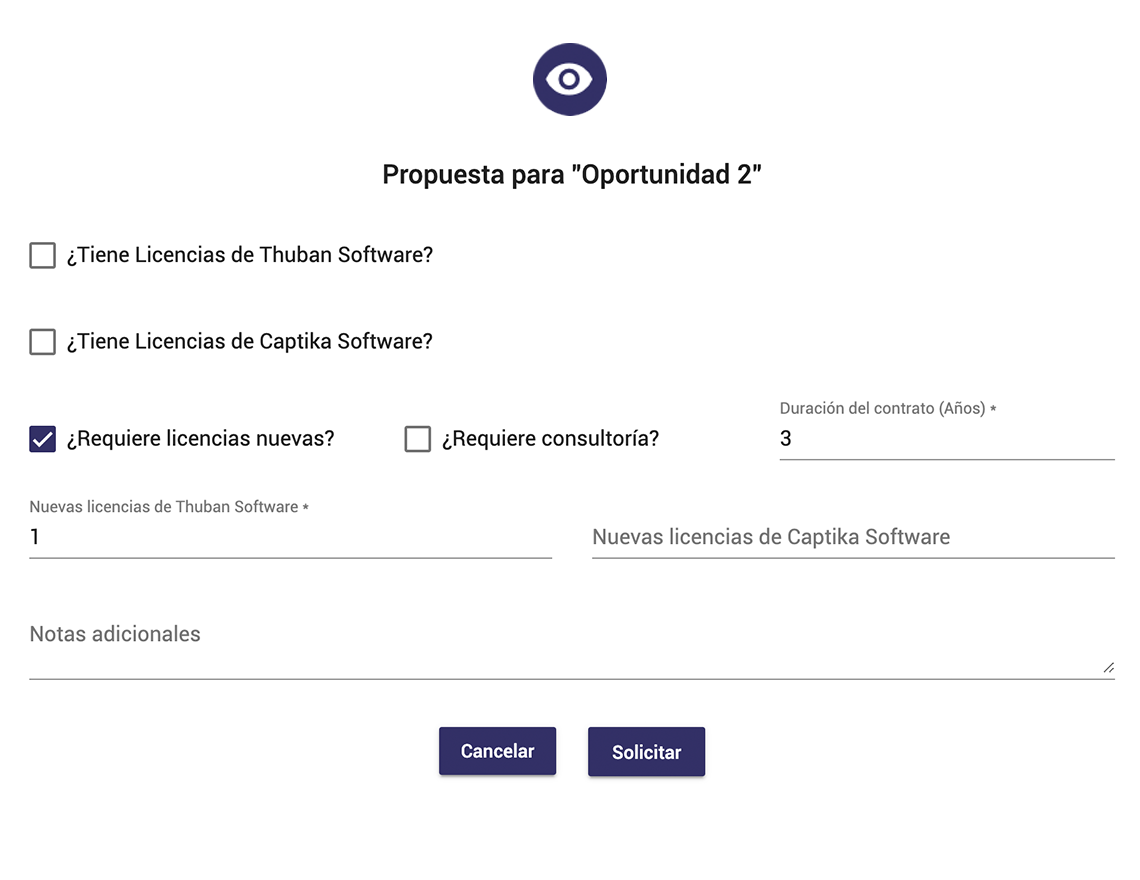 Propuesta para "Oportunidad 2"
¿Tiene Licencias de Thuban Software?
¿Tiene Licencias de Captika Software?
Duración del contrato (Años) *
¿Requiere licencias nuevas? ¿Requiere consultoría? 3
Nuevas licencias de Thuban Software *
1 Nuevas licencias de Captika Software
Notas adicionales
Cancelar Solicitar